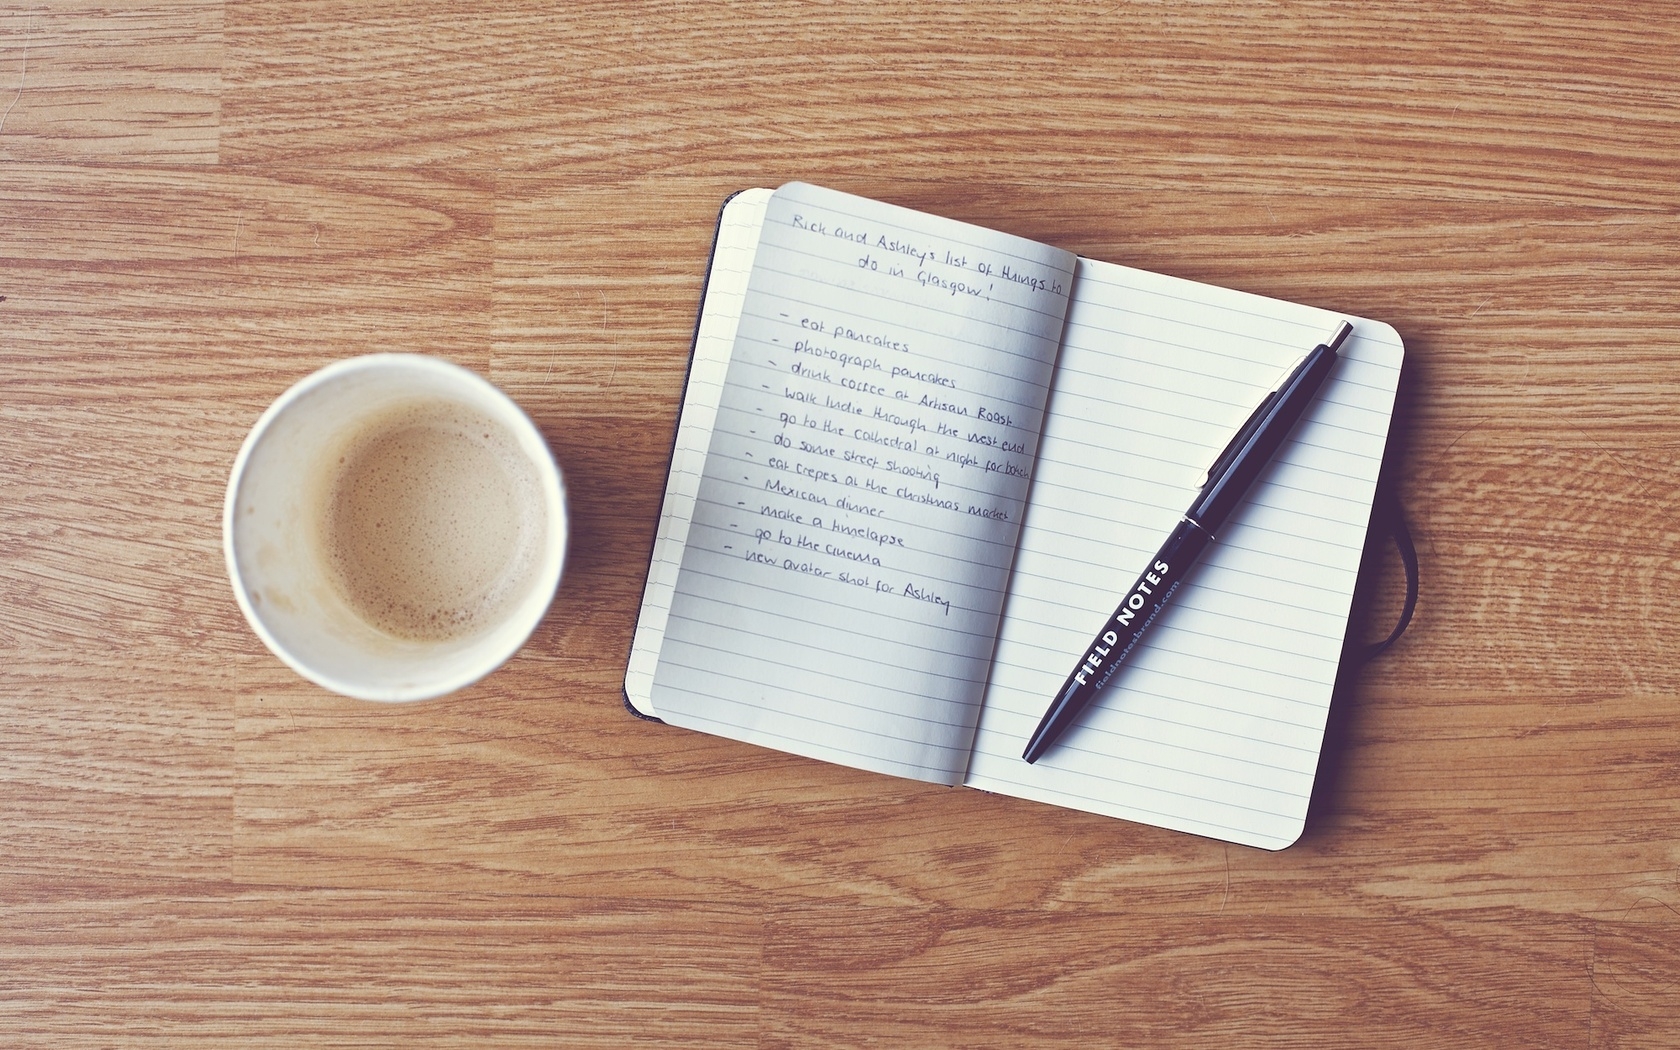 Rick and Ashley's list of things to
do in Glasgow!
- eat pancakes
- photograph pancakes
- drink coffee at Artisan Roast
- walk Indie through the west end
- go to the cathedral at night for
- do some street shooting
- eat crepes at the christmas market
- Mexican dinner
- make a timelapse
- go to the cinema
- new avatar shot for Ashley
FIELD NOTES
fieldnotesbrand.com